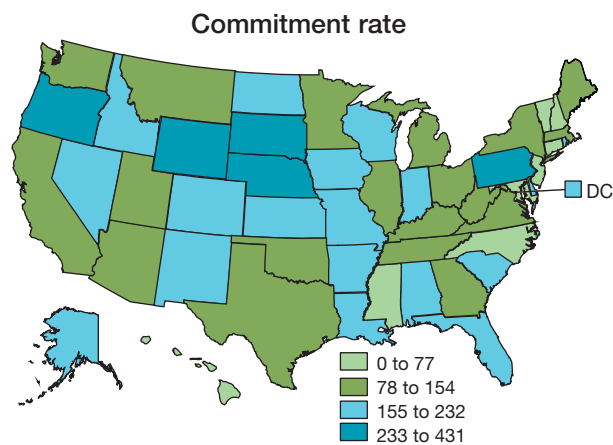 Commitment rate
DC
0 to 77
78 to 154
155 to 232
233 to 431